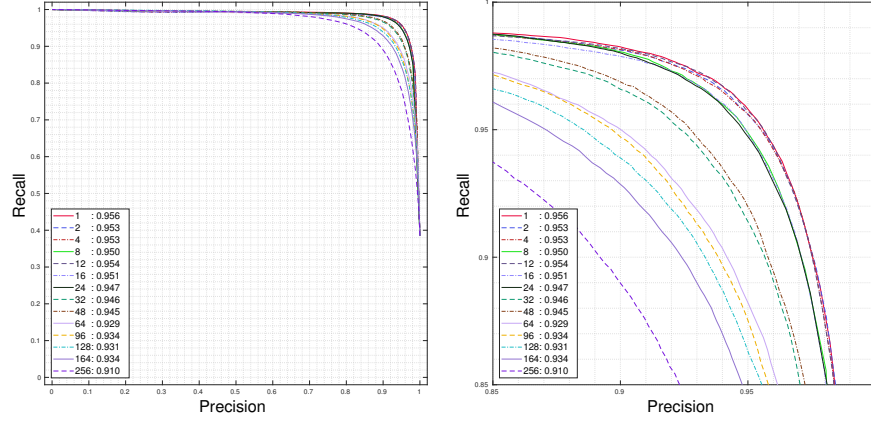 1
0.9
0.8
0.7
0.6
0.5
0.4
0.3
0.2
0.1
0
Recall
1 : 0.956
2 : 0.953
4 : 0.953
8 : 0.950
12 : 0.954
16 : 0.951
24 : 0.947
32 : 0.946
48 : 0.945
64 : 0.929
96 : 0.934
128: 0.931
164: 0.934
256: 0.910
0 0.1 0.2 0.3 0.4 0.5 0.6 0.7 0.8 0.9 1
Precision
1
0.95
0.9
0.85
Recall
1 : 0.956
2 : 0.953
4 : 0.953
8 : 0.950
12 : 0.954
16 : 0.951
24 : 0.947
32 : 0.946
48 : 0.945
64 : 0.929
96 : 0.934
128: 0.931
164: 0.934
256: 0.910
0.85 0.9 0.95
Precision